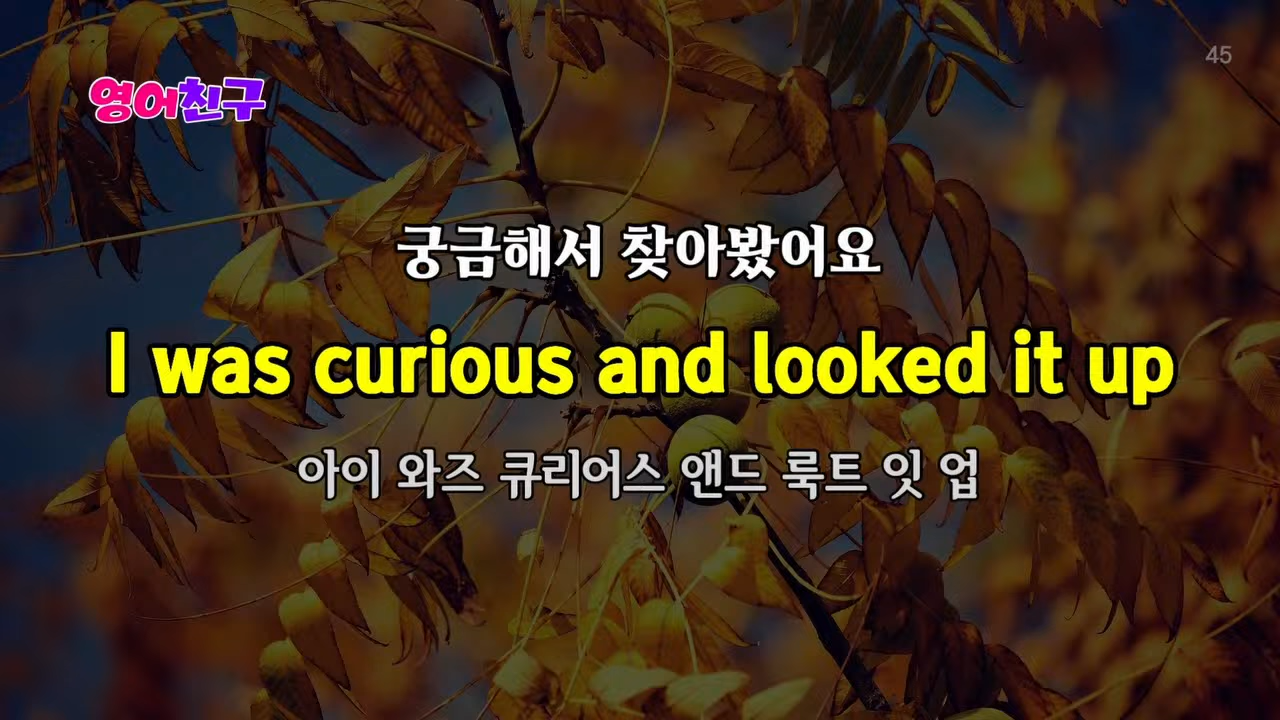 45
영어친구
궁금해서 찾아봤어요
I was curious and looked it up
아이 와즈 큐리어스 앤드 룩트 잇 업